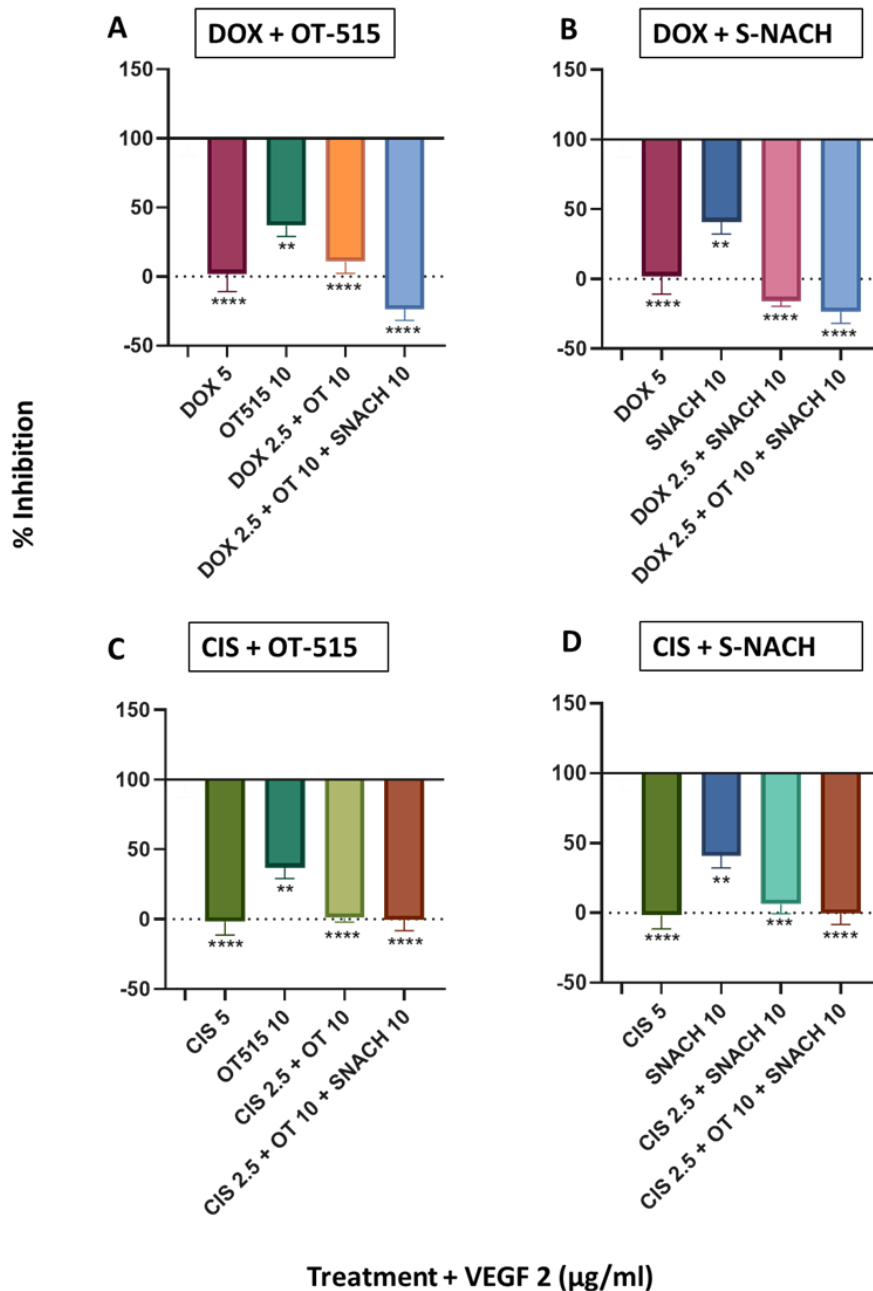 A
DOX + OT-515
150
100
50
0
-50
**
****
****
****
DOX 5
OT515 10
DOX 2.5 + OT 10
DOX 2.5 + OT 10 + SNACH 10
B
DOX + S-NACH
150
100
50
0
-50
**
****
****
****
DOX 5
SNACH 10
DOX 2.5 + SNACH 10
DOX 2.5 + OT 10 + SNACH 10
% Inhibition
C
CIS + OT-515
150
100
50
0
-50
**
****
****
****
CIS 5
OT515 10
CIS 2.5 + OT 10
CIS 2.5 + OT 10 + SNACH 10
D
CIS + S-NACH
150
100
50
0
-50
**
****
***
****
CIS 5
SNACH 10
CIS 2.5 + SNACH 10
CIS 2.5 + OT 10 + SNACH 10
Treatment + VEGF 2 (μg/ml)